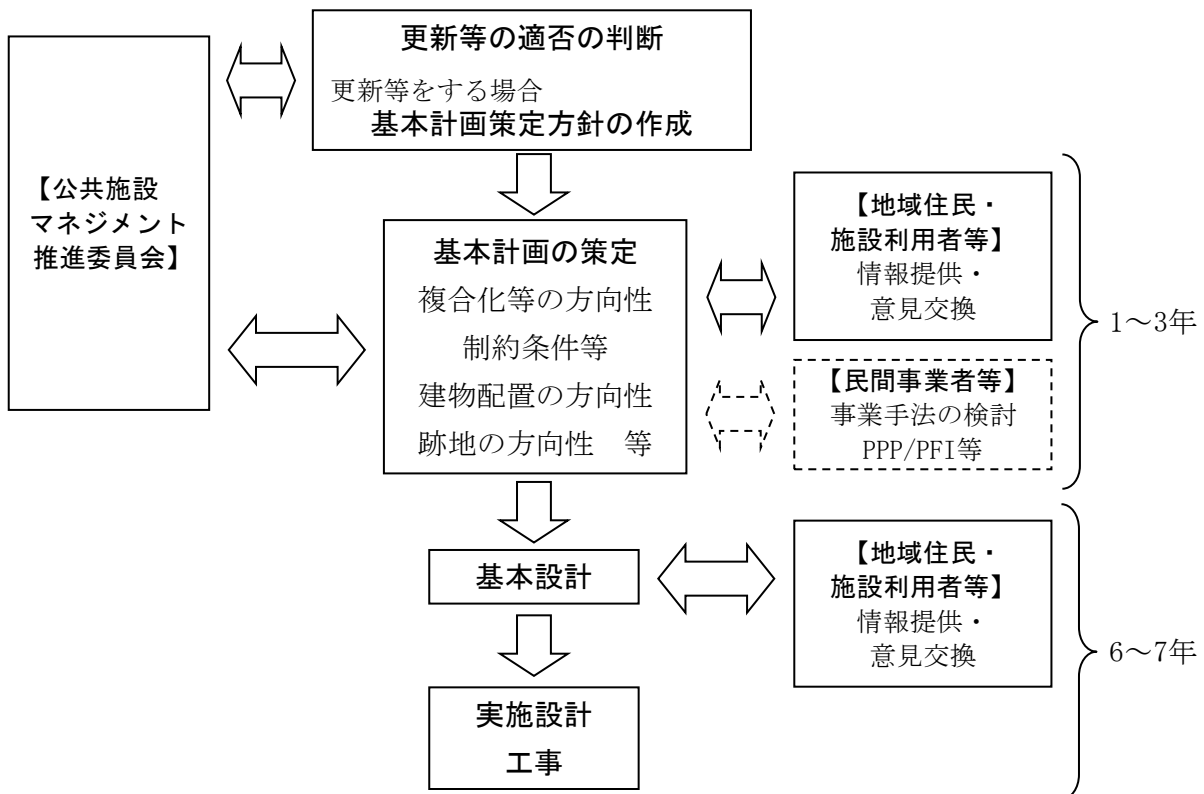 更新等の適否の判断
更新等をする場合
基本計画策定方針の作成
【公共施設
マネジメント
推進委員会】
基本計画の策定
複合化等の方向性
制約条件等
建物配置の方向性
跡地の方向性　等
【地域住民・
施設利用者等】
情報提供・
意見交換
【民間事業者等】
事業手法の検討
PPP/PFI等
1～3年
基本設計
【地域住民・
施設利用者等】
情報提供・
意見交換
6～7年
実施設計
工事